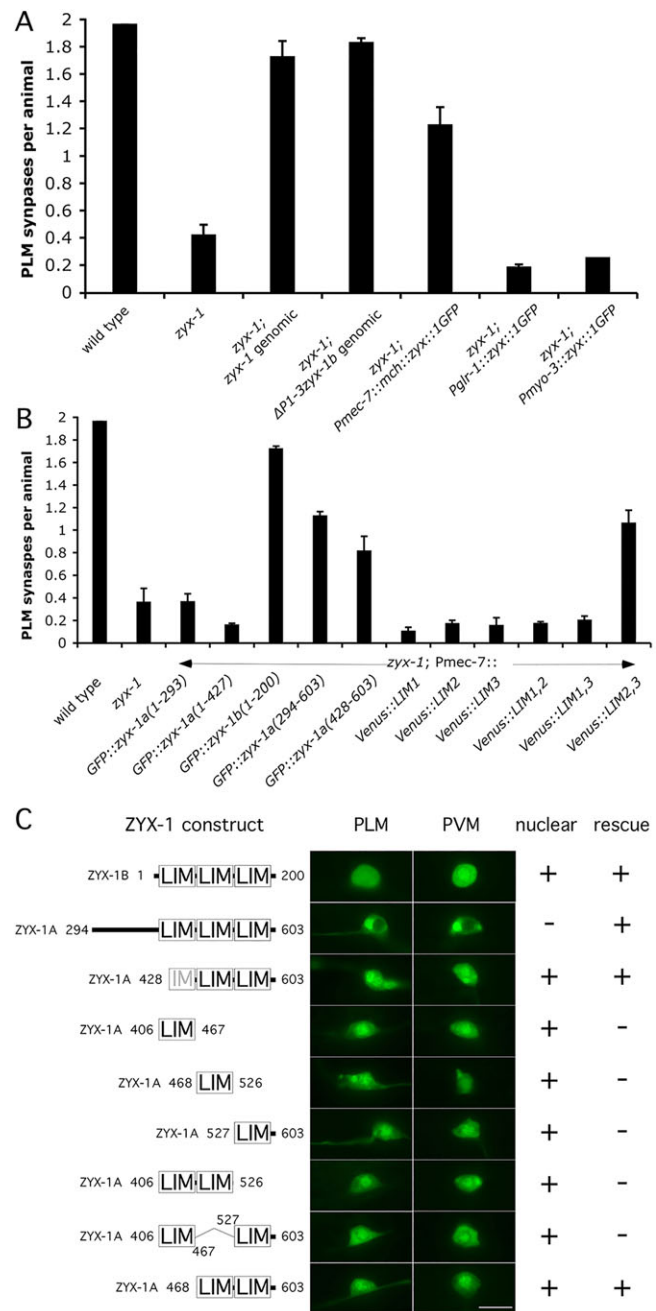 A
PLM synpases per animal
2
1.8
1.6
1.4
1.2
1
0.8
0.6
0.4
0.2
0
wild type
zyx-1
zyx-1;
zyx-1 genomic
zyx-1;
ΔP1-3zyx-1b genomic
zyx-1;
Pmec-7::mch::zyx::1GFP
zyx-1;
Pglr-1::zyx::1GFP
zyx-1;
Pmyo-3::zyx::1GFP
B
PLM synaspes per animal
2
1.8
1.6
1.4
1.2
1
0.8
0.6
0.4
0.2
0
zyx-1; Pmec-7::
wild type
zyx-1
GFP::zyx-1a(1-293)
GFP::zyx-1a(1-427)
GFP::zyx-1b(1-200)
GFP::zyx-1a(294-603)
GFP::zyx-1a(428-603)
Venus::LIM1
Venus::LIM2
Venus::LIM3
Venus::LIM1,2
Venus::LIM1,3
Venus::LIM2,3
C
ZYX-1 construct PLM PVM nuclear rescue
ZYX-1B 1 LIM LIM LIM 200 + +
ZYX-1A 294 LIM LIM LIM 603 - +
ZYX-1A 428 IM LIM LIM 603 + +
ZYX-1A 406 LIM 467 + -
ZYX-1A 468 LIM 526 + -
ZYX-1A 527 LIM 603 + -
ZYX-1A 406 LIM LIM 526 + -
ZYX-1A 406 LIM 467 527 LIM 603 + -
ZYX-1A 468 LIM LIM 603 + +